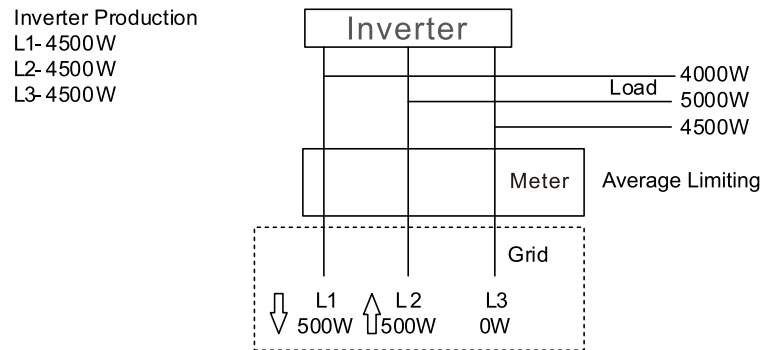 Inverter Production
L1-4500W
L2-4500W
L3-4500W
Inverter
Load
4000W
5000W
4500W
Meter
Average Limiting
Grid
L1 L2 L3
500W 500W 0W